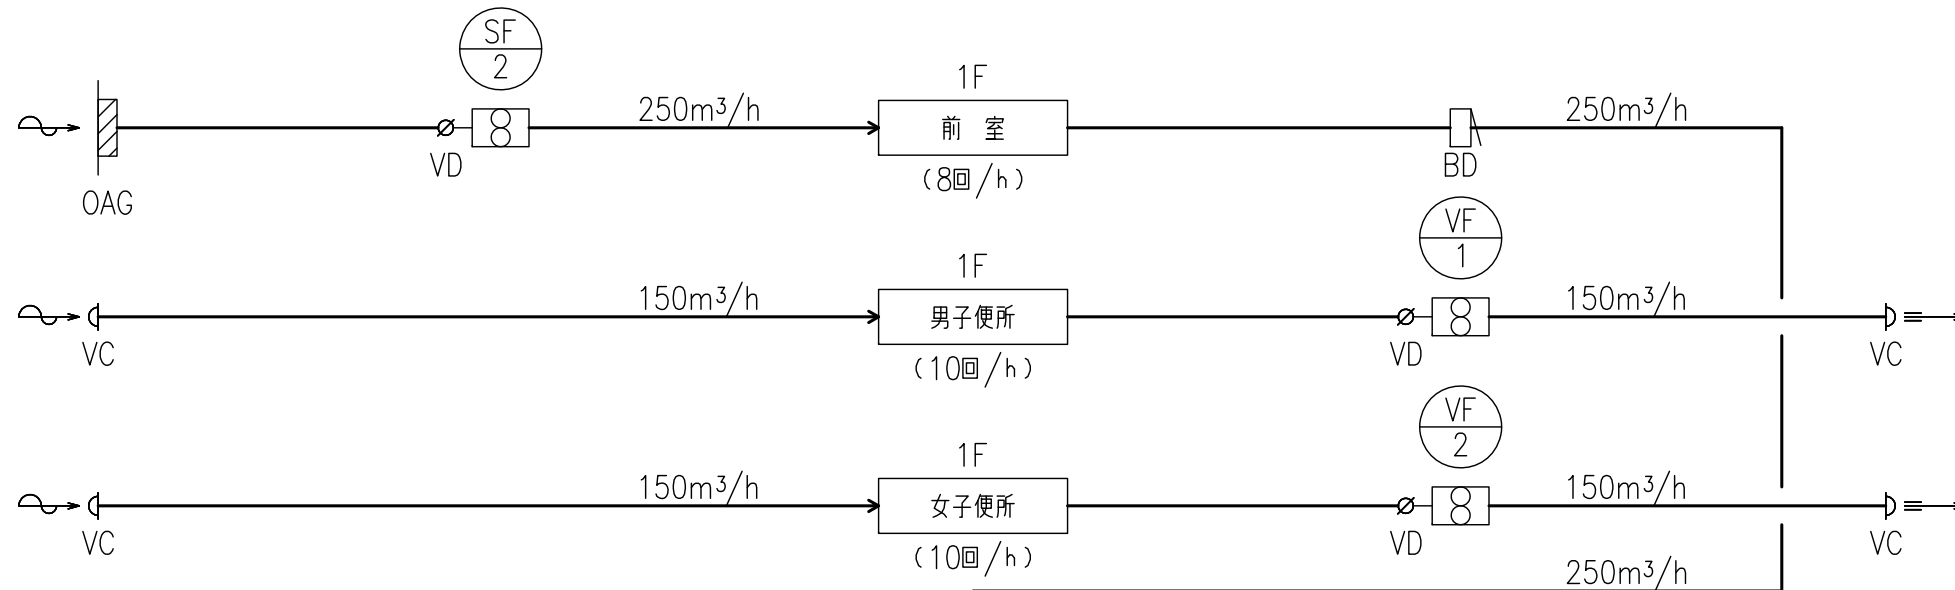 SF
2
1F
250m³/h
250m³/h
前 室
VD
BD
(8回/h)
OAG
VF
1
1F
150m³/h
150m³/h
男子便所
VC
VD
VC
(10回/h)
VF
2
1F
150m³/h
150m³/h
女子便所
VC
VD
VC
(10回/h)
250m³/h